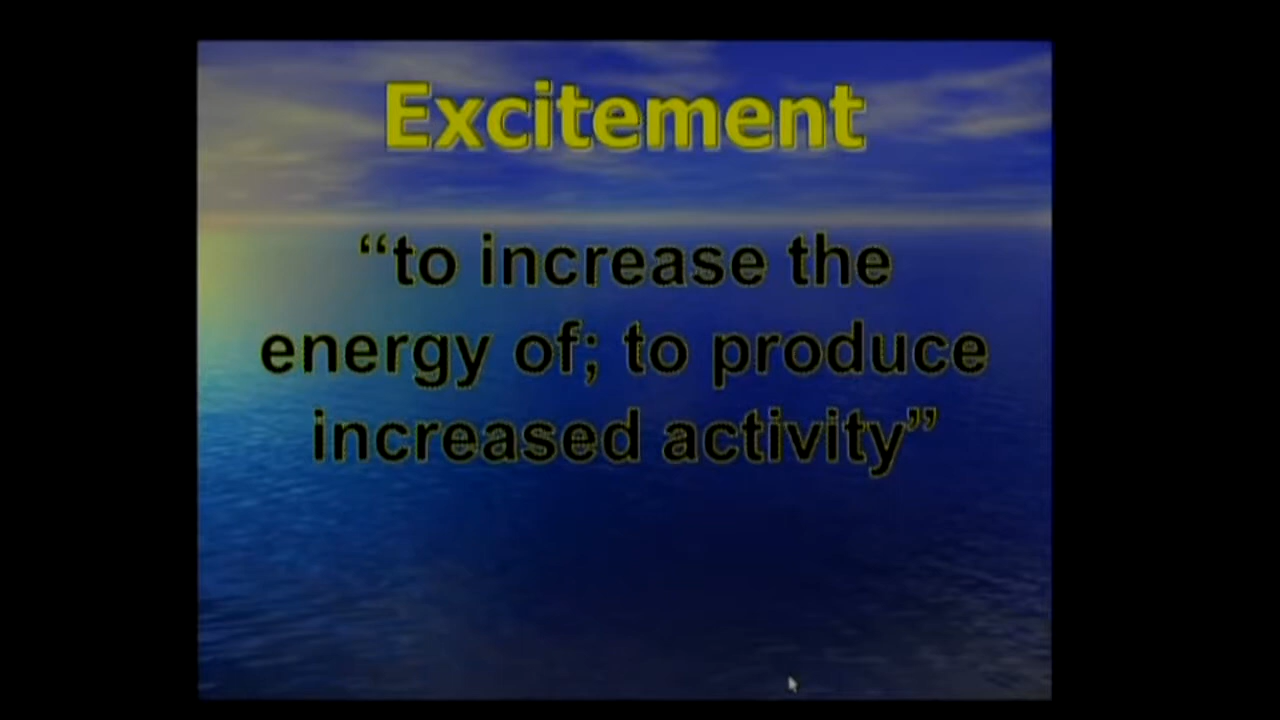 Excitement
“to increase the
energy of; to produce
increased activity”